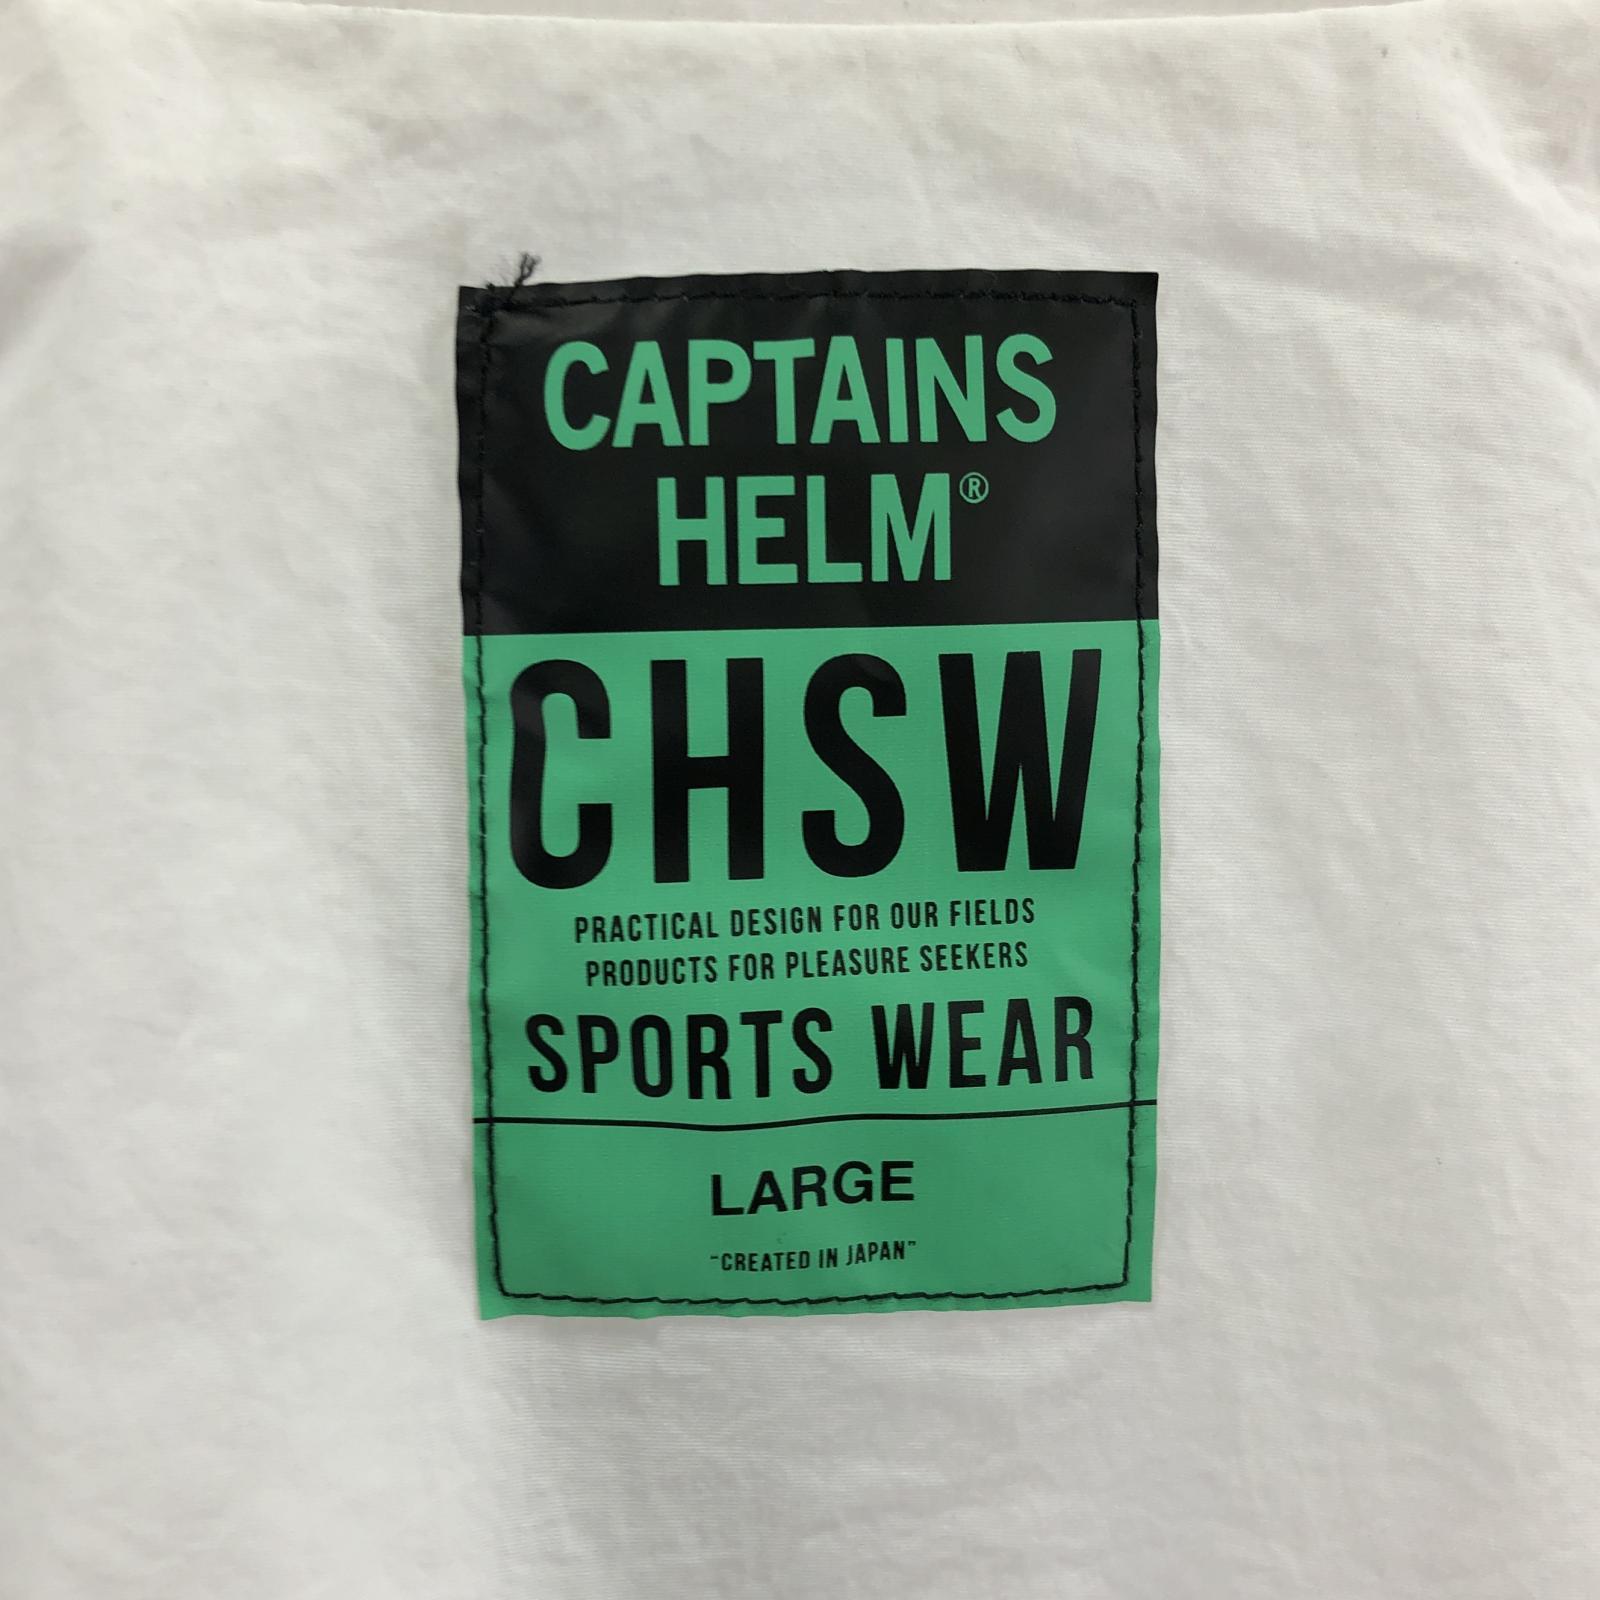 CAPTAINS
HELM®
CHSW
PRACTICAL DESIGN FOR OUR FIELDS
PRODUCTS FOR PLEASURE SEEKERS
SPORTS WEAR
LARGE
"CREATED IN JAPAN"